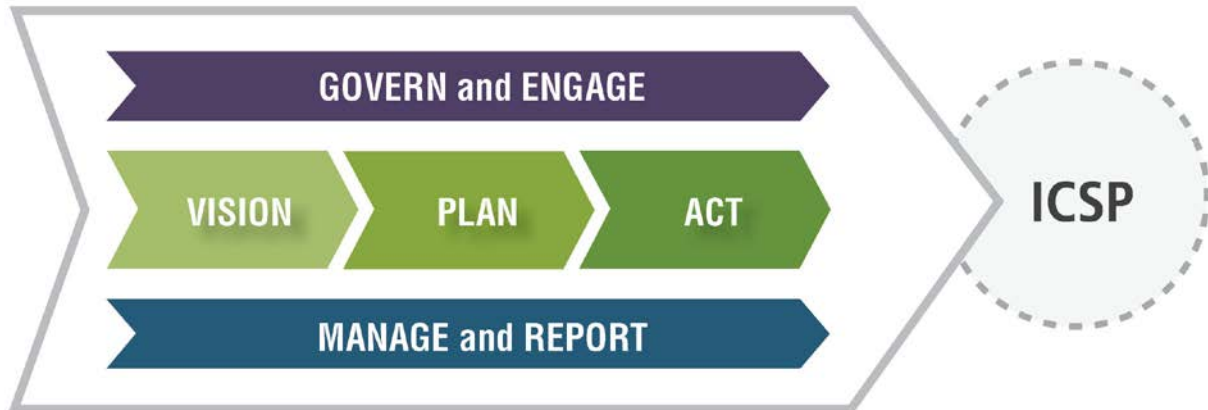 GOVERN and ENGAGE
VISION
PLAN
ACT
ICSP
MANAGE and REPORT